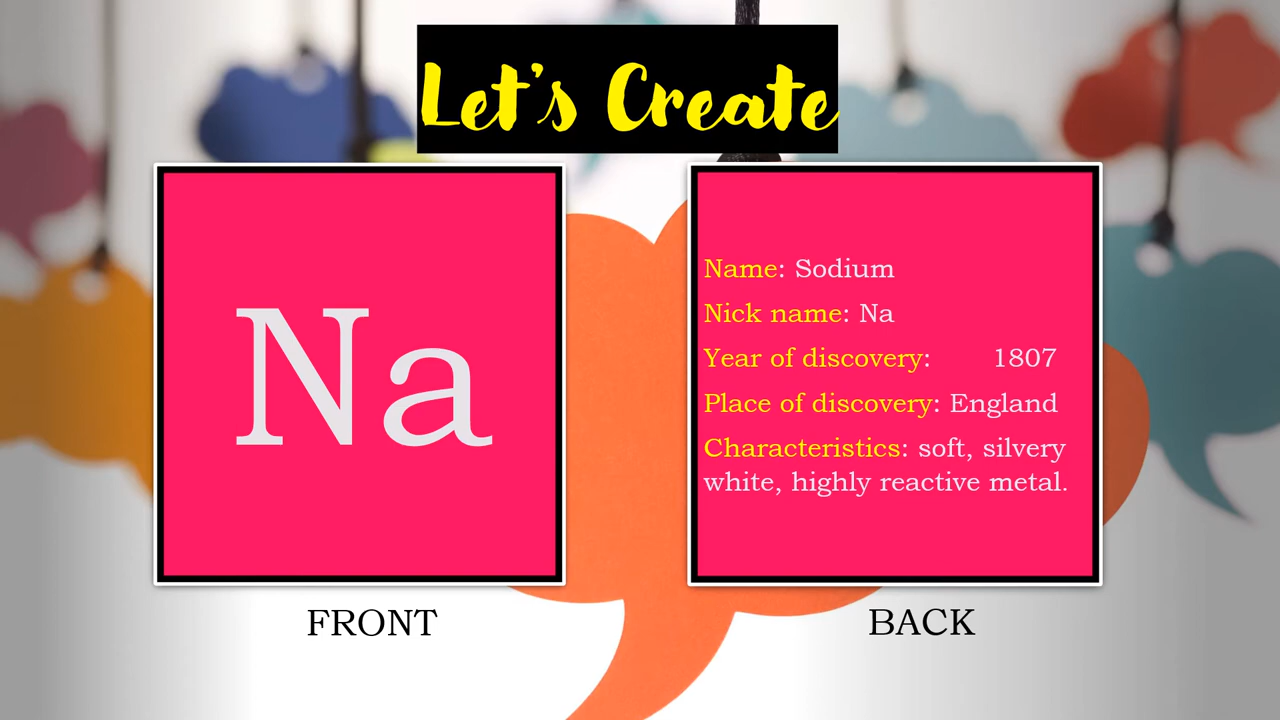 Let's Create
Na
Name: Sodium
Nick name: Na
Year of discovery: 1807
Place of discovery: England
Characteristics: soft, silvery
white, highly reactive metal.
FRONT
BACK